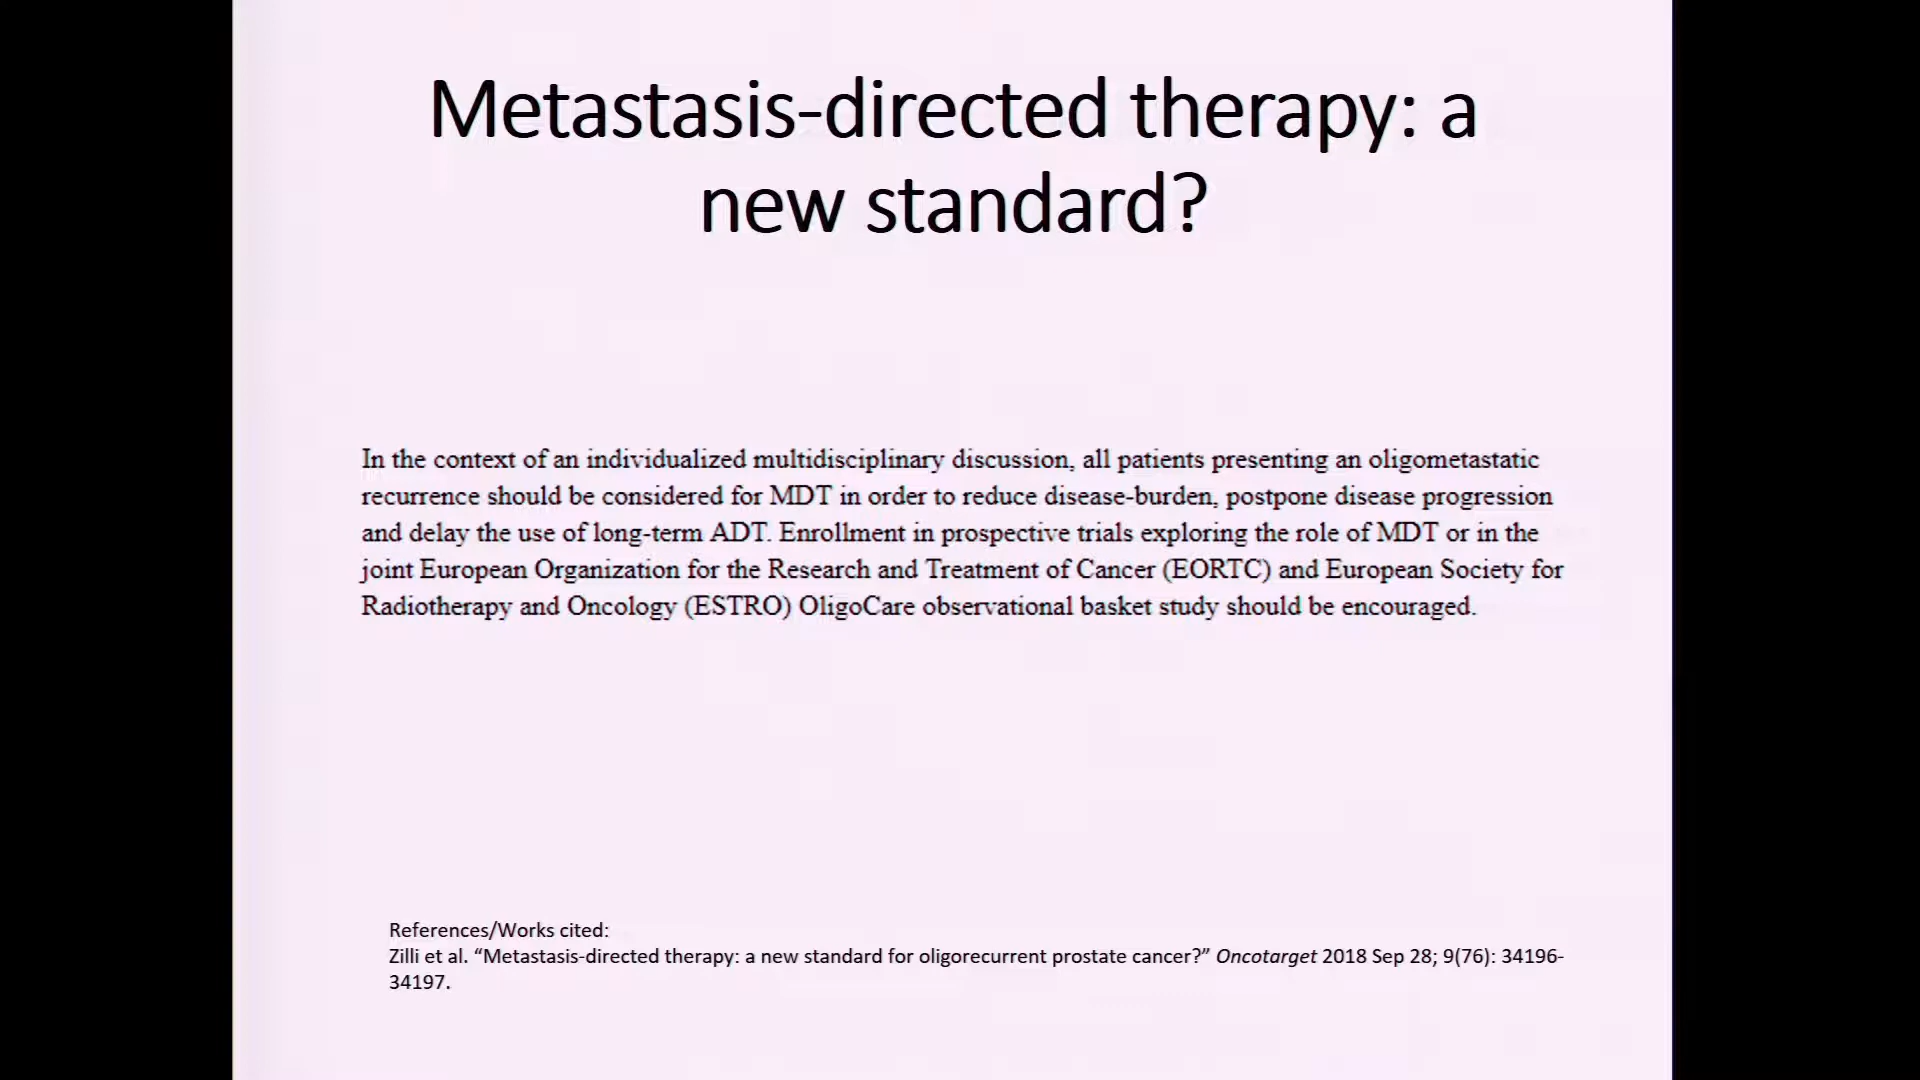 Metastasis-directed therapy: a
new standard?
In the context of an individualized multidisciplinary discussion, all patients presenting an oligometastatic
recurrence should be considered for MDT in order to reduce disease-burden, postpone disease progression
and delay the use of long-term ADT. Enrollment in prospective trials exploring the role of MDT or in the
joint European Organization for the Research and Treatment of Cancer (EORTC) and European Society for
Radiotherapy and Oncology (ESTRO) OligoCare observational basket study should be encouraged.
References/Works cited:
Zilli et al. “Metastasis-directed therapy: a new standard for oligorecurrent prostate cancer?” Oncotarget 2018 Sep 28; 9(76): 34196-
34197.